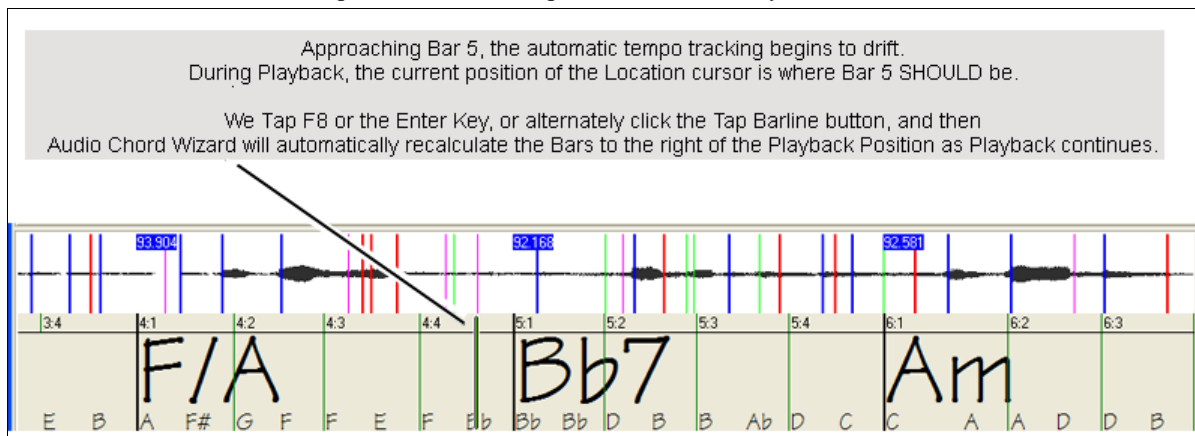 Approaching Bar 5, the automatic tempo tracking begins to drift.
During Playback, the current position of the Location cursor is where Bar 5 SHOULD be.
We Tap F8 or the Enter Key, or alternately click the Tap Barline button, and then
Audio Chord Wizard will automatically recalculate the Bars to the right of the Playback Position as Playback continues.
93.904 92.168 92.581
3:4 4:1 4:2 4:3 4:4 5:1 5:2 5:3 5:4 6:1 6:2 6:3
F/A Bb7 Am
E B A F# G F F E F Bb Bb D B B Ab D C C A A D D B